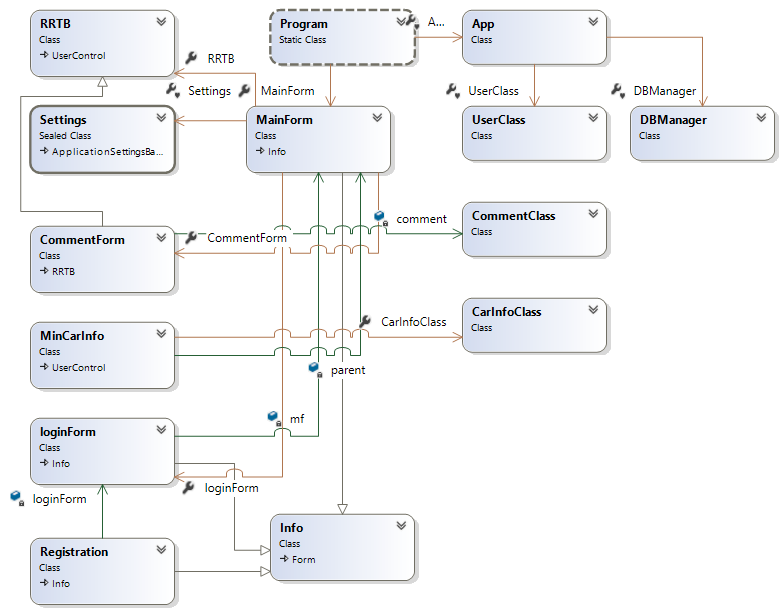 RRTB
Class
UserControl
Program
Static Class
A...
App
Class
RRTB
Settings
MainForm
UserClass
DBManager
Settings
Sealed Class
ApplicationSettingsBa...
MainForm
Class
Info
UserClass
Class
DBManager
Class
comment
CommentClass
Class
CommentForm
Class
RRTB
CommentForm
CarInfoClass
Class
CarInfoClass
MinCarInfo
Class
UserControl
parent
mf
loginForm
Class
Info
loginForm
loginForm
Info
Class
Form
Registration
Class
Info